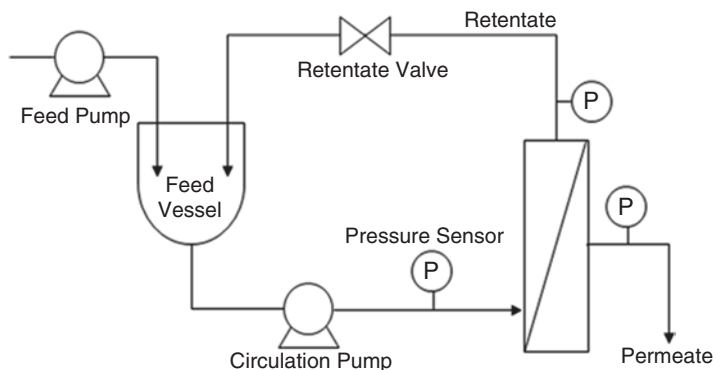 Retentate
Retentate Valve
P
Feed Pump
Feed
Vessel
P
Pressure Sensor
P
Circulation Pump
Permeate